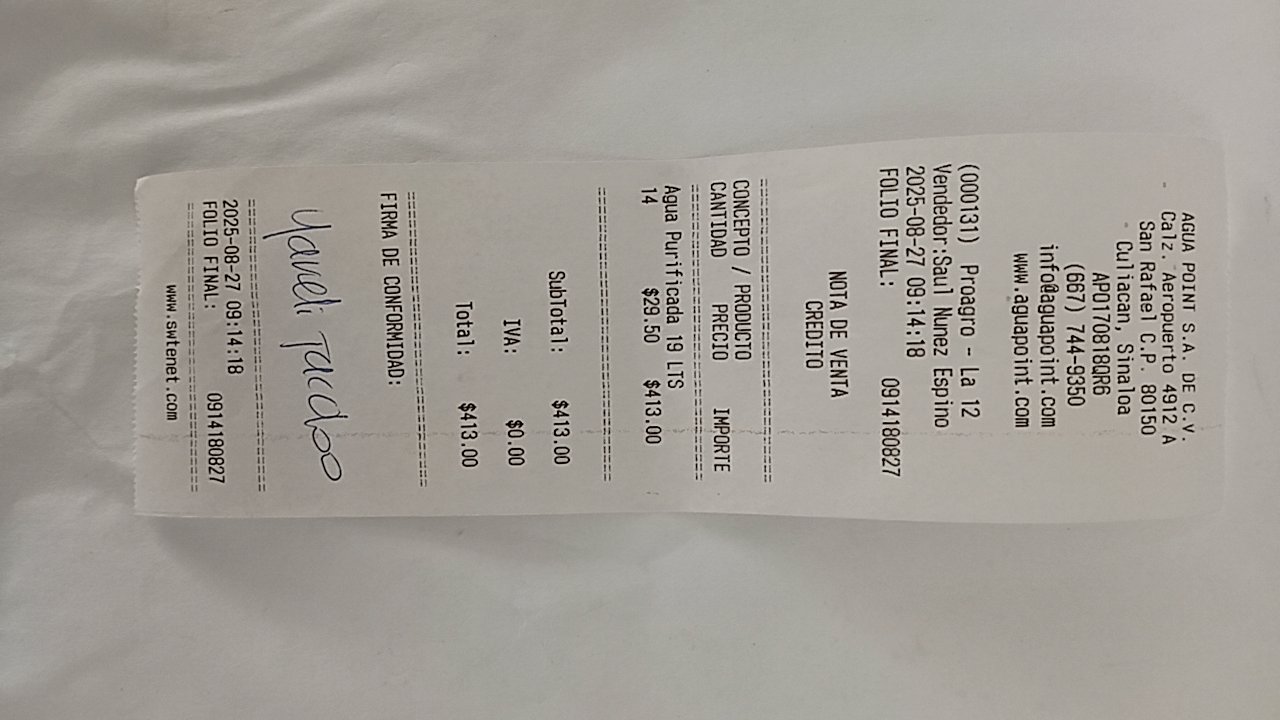 AGUA POINT S.A. DE C.V.
Calz. Aeropuerto 4912 A
San Rafael C.P. 80150
Culiacan, Sinaloa
APO170818QR6
(667) 744-9350
info@aguapoint.com
www.aguapoint.com
(000131) Proagro - La 12
Vendedor:Saul Nunez Espino
2025-08-27 09:14:18
FOLIO FINAL: 0914180827
NOTA DE VENTA
CREDITO
CONCEPTO / PRODUCTO
CANTIDAD PRECIO IMPORTE
Agua Purificada 19 LTS
14 $29.50 $413.00
SubTotal: $413.00
IVA: $0.00
Total: $413.00
FIRMA DE CONFORMIDAD:
2025-08-27 09:14:18
FOLIO FINAL: 0914180827
www.swtenet.com